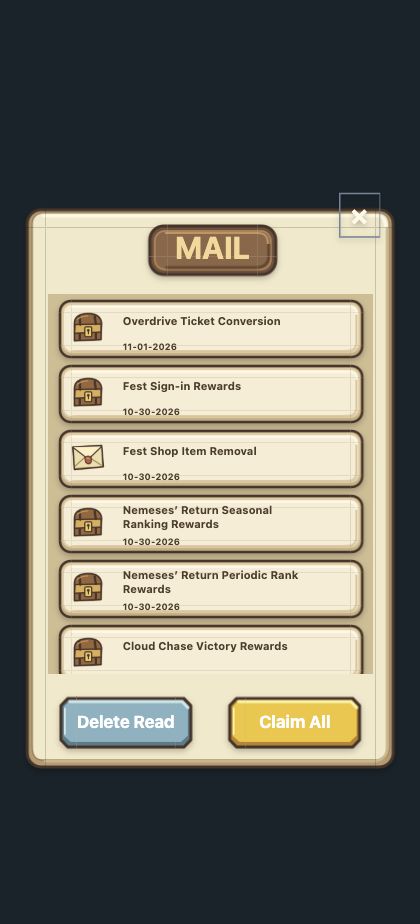 MAIL
Overdrive Ticket Conversion
11-01-2026
Fest Sign-in Rewards
10-30-2026
Fest Shop Item Removal
10-30-2026
Nemeses’ Return Seasonal
Ranking Rewards
10-30-2026
Nemeses’ Return Periodic Rank
Rewards
10-30-2026
Cloud Chase Victory Rewards
Delete Read
Claim All